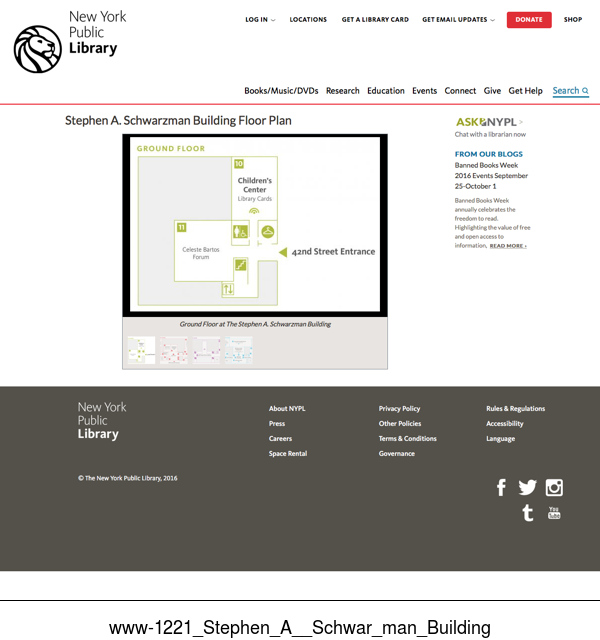 New York
Public
Library
LOG IN
LOCATIONS
GET A LIBRARY CARD
GET EMAIL UPDATES
DONATE
SHOP
Books/Music/DVDs
Research
Education
Events
Connect
Give
Get Help
Search
Stephen A. Schwarzman Building Floor Plan
GROUND FLOOR
10
Children's
Center
Library Cards
11
Celeste Bartos
Forum
42nd Street Entrance
Ground Floor at The Stephen A. Schwarzman Building
ASK NYPL
Chat with a librarian now
FROM OUR BLOGS
Banned Books Week
2016 Events September
25-October 1
Banned Books Week
annually celebrates the
freedom to read.
Highlighting the value of free
and open access to
information. READ MORE ›
New York
Public
Library
About NYPL
Press
Careers
Space Rental
Privacy Policy
Other Policies
Terms & Conditions
Governance
Rules & Regulations
Accessibility
Language
© The New York Public Library, 2016
You
Tube
www-1221_Stephen_A__Schwar_man_Building